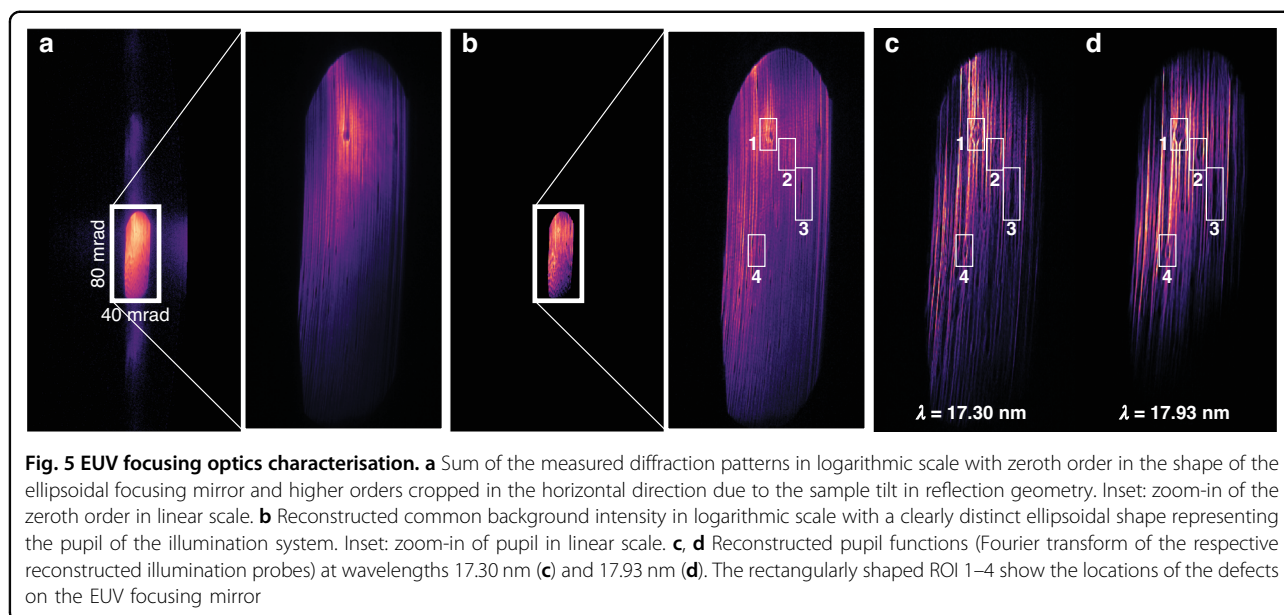 a
b
c
d
80 mrad
40 mrad
1
2
3
4
1
2
3
4
1
2
3
4
λ = 17.30 nm
λ = 17.93 nm
Fig. 5 EUV focusing optics characterisation. a Sum of the measured diffraction patterns in logarithmic scale with zeroth order in the shape of the
ellipsoidal focusing mirror and higher orders cropped in the horizontal direction due to the sample tilt in reflection geometry. Inset: zoom-in of the
zeroth order in linear scale. b Reconstructed common background intensity in logarithmic scale with a clearly distinct ellipsoidal shape representing
the pupil of the illumination system. Inset: zoom-in of pupil in linear scale. c, d Reconstructed pupil functions (Fourier transform of the respective
reconstructed illumination probes) at wavelengths 17.30 nm (c) and 17.93 nm (d). The rectangularly shaped ROI 1–4 show the locations of the defects
on the EUV focusing mirror